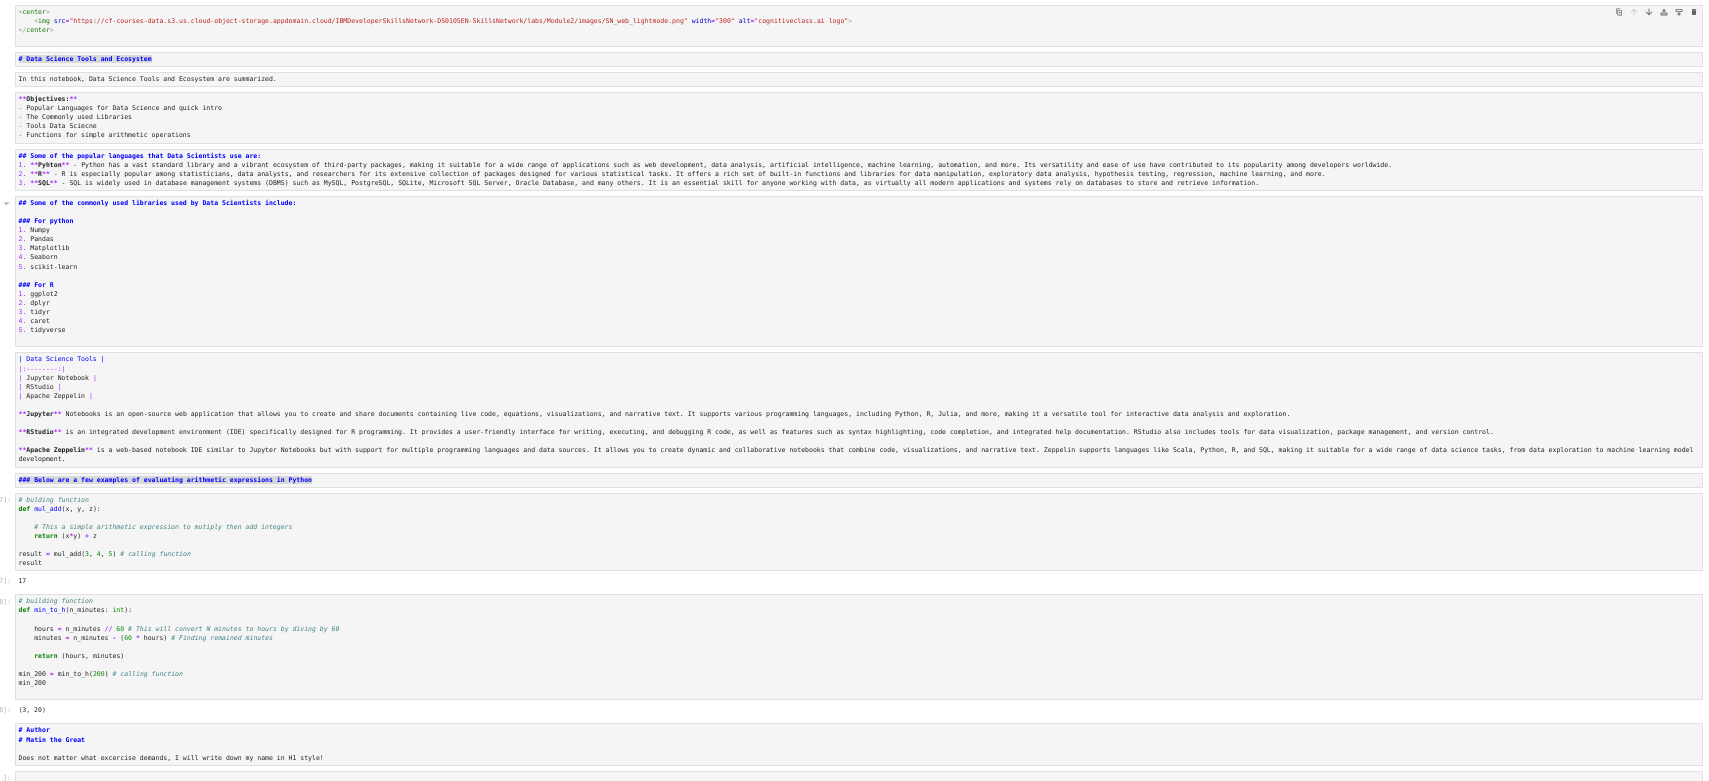 <center>
<img src="https://cf-courses-data.s3.us.cloud-object-storage.appdomain.cloud/IBMDeveloperSkillsNetwork-DS0105EN-SkillsNetwork/labs/Module2/images/SN_web_lightmode.png" width="300" alt="cognitiveclass.ai logo">
</center>
# Data Science Tools and Ecosystem
In this notebook, Data Science Tools and Ecosystem are summarized.
**Objectives:**
- Popular Languages for Data Science and quick intro
- The Commonly used Libraries
- Tools Data Sciecne
- Functions for simple arithmetic operations
## Some of the popular languages that Data Scientists use are:
1. **Pyhton** - Python has a vast standard library and a vibrant ecosystem of third-party packages, making it suitable for a wide range of applications such as web development, data analysis, artificial intelligence, machine learning, automation, and more. Its versatility and ease of use have contributed to its popularity among developers worldwide.
2. **R** - R is especially popular among statisticians, data analysts, and researchers for its extensive collection of packages designed for various statistical tasks. It offers a rich set of built-in functions and libraries for data manipulation, exploratory data analysis, hypothesis testing, regression, machine learning, and more.
3. **SQL** - SQL is widely used in database management systems (DBMS) such as MySQL, PostgreSQL, SQLite, Microsoft SQL Server, Oracle Database, and many others. It is an essential skill for anyone working with data, as virtually all modern applications and systems rely on databases to store and retrieve information.
## Some of the commonly used libraries used by Data Scientists include:
### For python
1. Numpy
2. Pandas
3. Matplotlib
4. Seaborn
5. scikit-learn
### For R
1. ggplot2
2. dplyr
3. tidyr
4. caret
5. tidyverse
| Data Science Tools |
|:--------:|
| Jupyter Notebook |
| RStudio |
| Apache Zeppelin |
**Jupyter** Notebooks is an open-source web application that allows you to create and share documents containing live code, equations, visualizations, and narrative text. It supports various programming languages, including Python, R, Julia, and more, making it a versatile tool for interactive data analysis and exploration.
**RStudio** is an integrated development environment (IDE) specifically designed for R programming. It provides a user-friendly interface for writing, executing, and debugging R code, as well as features such as syntax highlighting, code completion, and integrated help documentation. RStudio also includes tools for data visualization, package management, and version control.
**Apache Zeppelin** is a web-based notebook IDE similar to Jupyter Notebooks but with support for multiple programming languages and data sources. It allows you to create dynamic and collaborative notebooks that combine code, visualizations, and narrative text. Zeppelin supports languages like Scala, Python, R, and SQL, making it suitable for a wide range of data science tasks, from data exploration to machine learning model
development.
### Below are a few examples of evaluating arithmetic expressions in Python
7]:
# bulding function
def mul_add(x, y, z):
# This a simple arithmetic expression to mutiply then add integers
return (x*y) + z
result = mul_add(3, 4, 5) # calling function
result
7]: 17
8]:
# building function
def min_to_h(n_minutes: int):
hours = n_minutes // 60 # This will convert N minutes to hours by diving by 60
minutes = n_minutes - (60 * hours) # Finding remained minutes
return (hours, minutes)
min_200 = min_to_h(200) # calling function
min_200
8]: (3, 20)
# Author
# Matin the Great
Does not matter what excercise demands, I will write down my name in H1 style!
]: